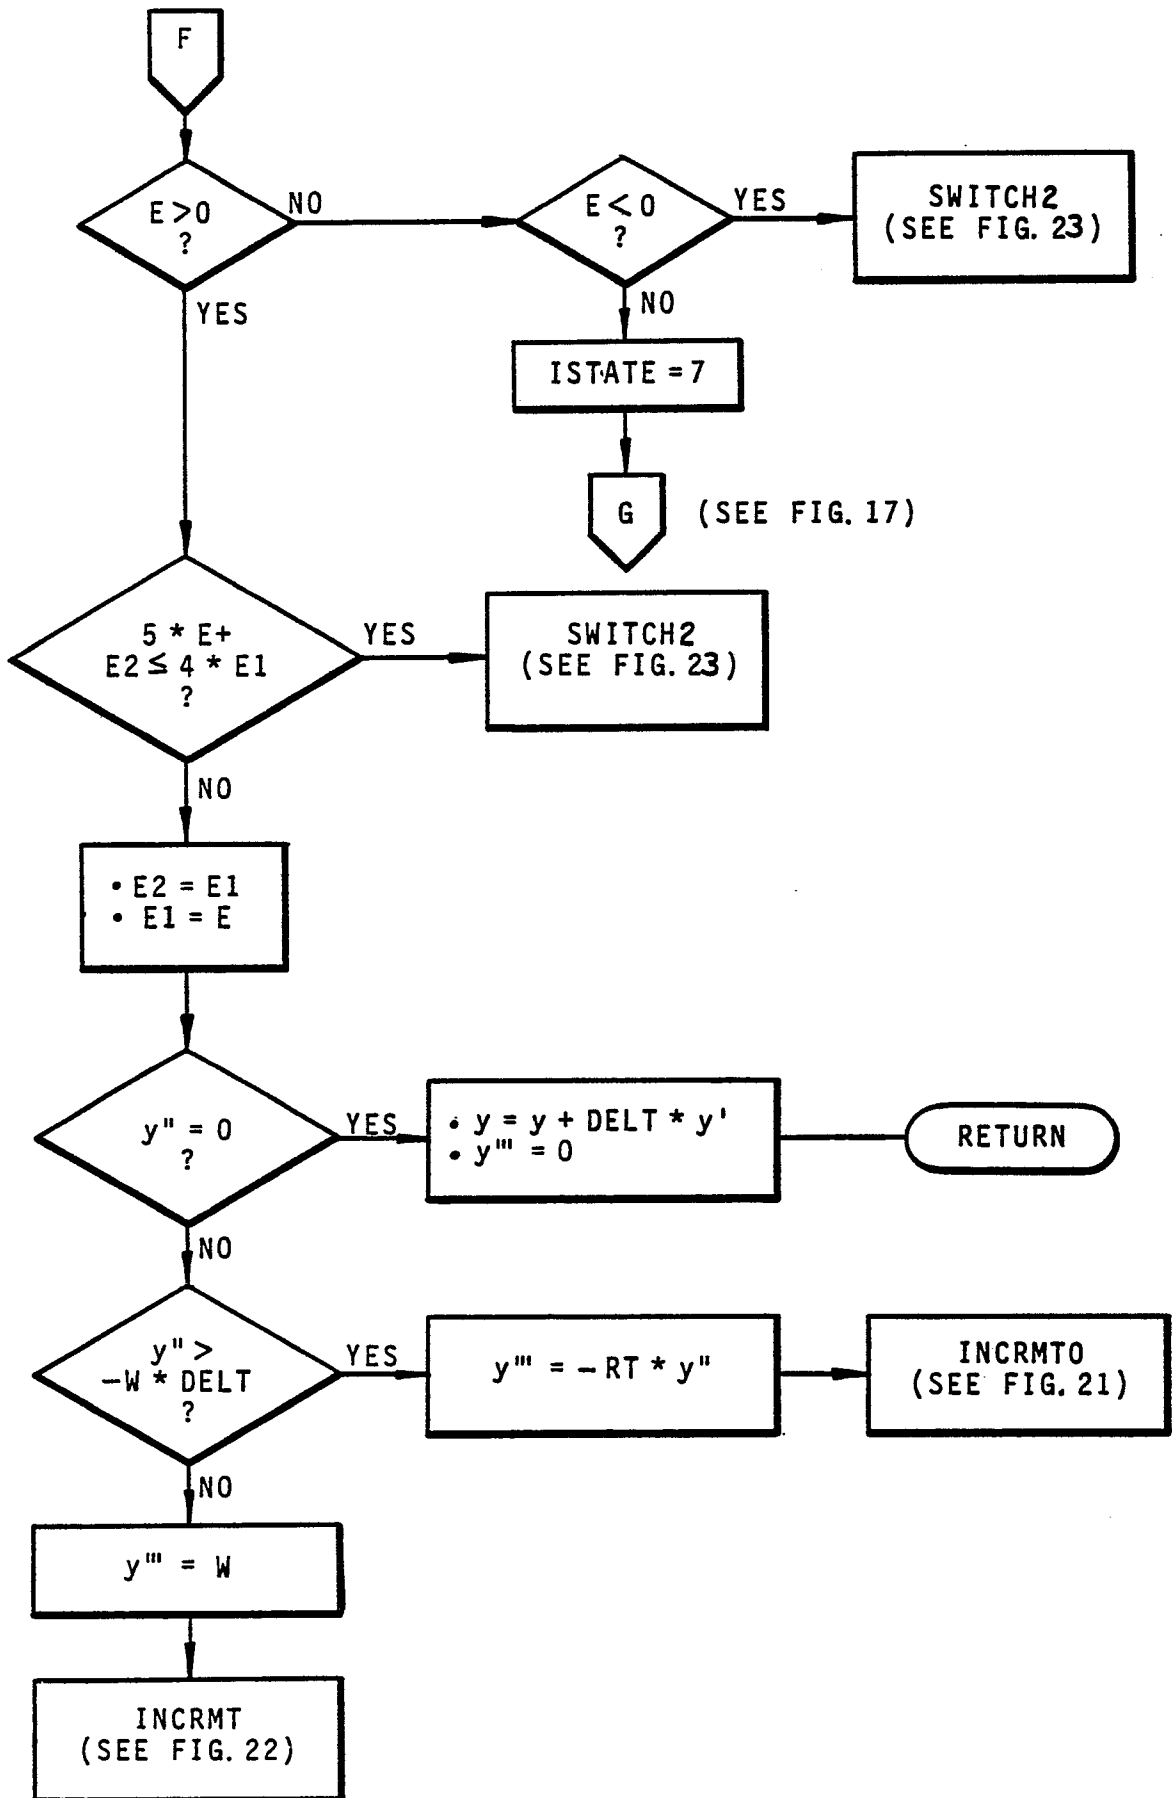 F
E>0
?
NO
YES
E<0
?
YES
NO
SWITCH2
(SEE FIG. 23)
ISTATE = 7
G
(SEE FIG. 17)
5 * E+
E2 ≤ 4 * E1
?
YES
NO
SWITCH2
(SEE FIG. 23)
• E2 = E1
• E1 = E
y" = 0
?
YES
NO
• y = y + DELT * y'
• y''' = 0
RETURN
y" >
-W * DELT
?
YES
NO
y''' = -RT * y"
INCRMTO
(SEE FIG. 21)
y''' = W
INCRMT
(SEE FIG. 22)